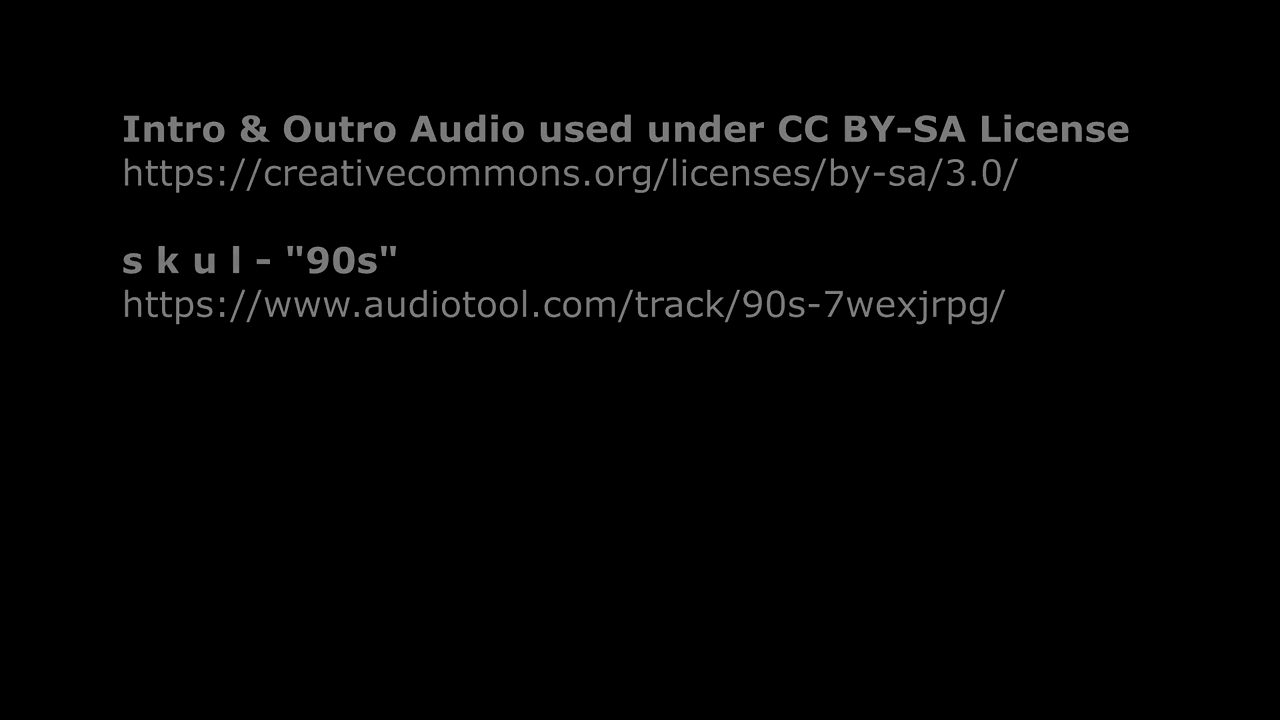 Intro & Outro Audio used under CC BY-SA License
https://creativecommons.org/licenses/by-sa/3.0/
s k u l - "90s"
https://www.audiotool.com/track/90s-7wexjrpg/